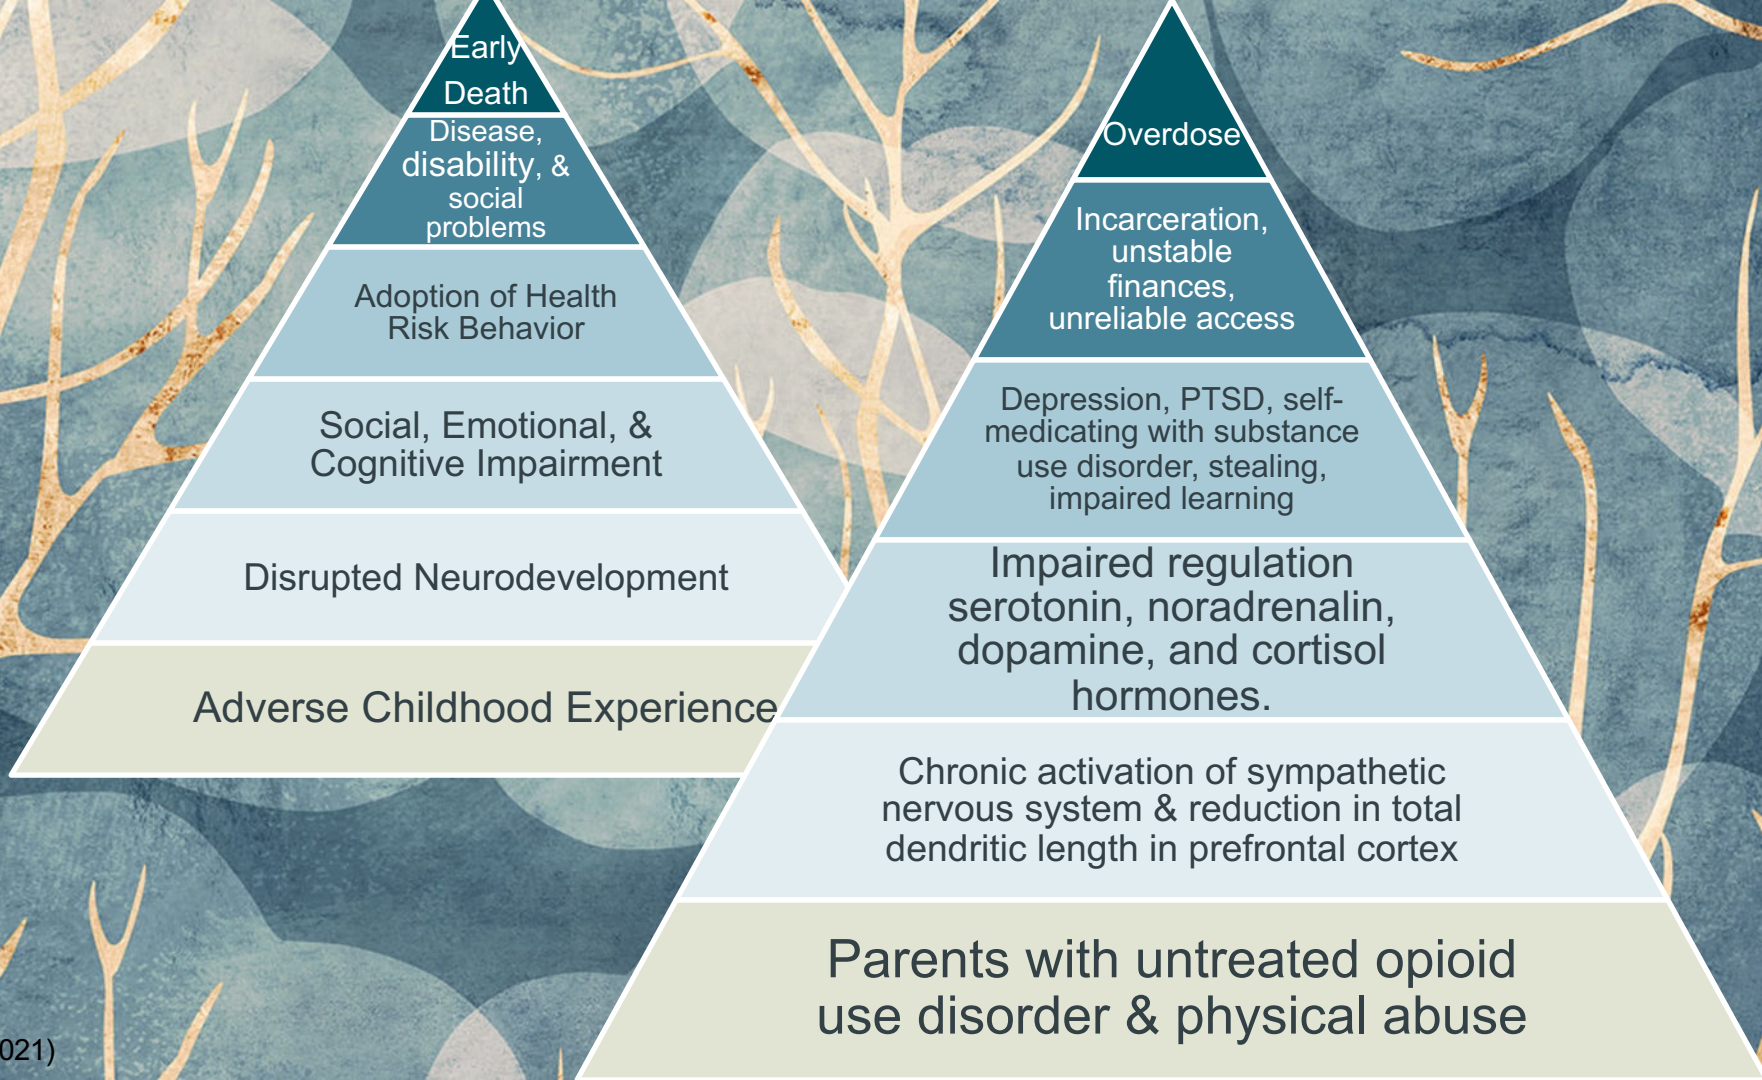 Early
Death
Disease,
disability, &
social
problems
Adoption of Health
Risk Behavior
Social, Emotional, &
Cognitive Impairment
Disrupted Neurodevelopment
Adverse Childhood Experience
Overdose
Incarceration,
unstable
finances,
unreliable access
Depression, PTSD, self-
medicating with substance
use disorder, stealing,
impaired learning
Impaired regulation
serotonin, noradrenalin,
dopamine, and cortisol
hormones.
Chronic activation of sympathetic
nervous system & reduction in total
dendritic length in prefrontal cortex
Parents with untreated opioid
use disorder & physical abuse
021)